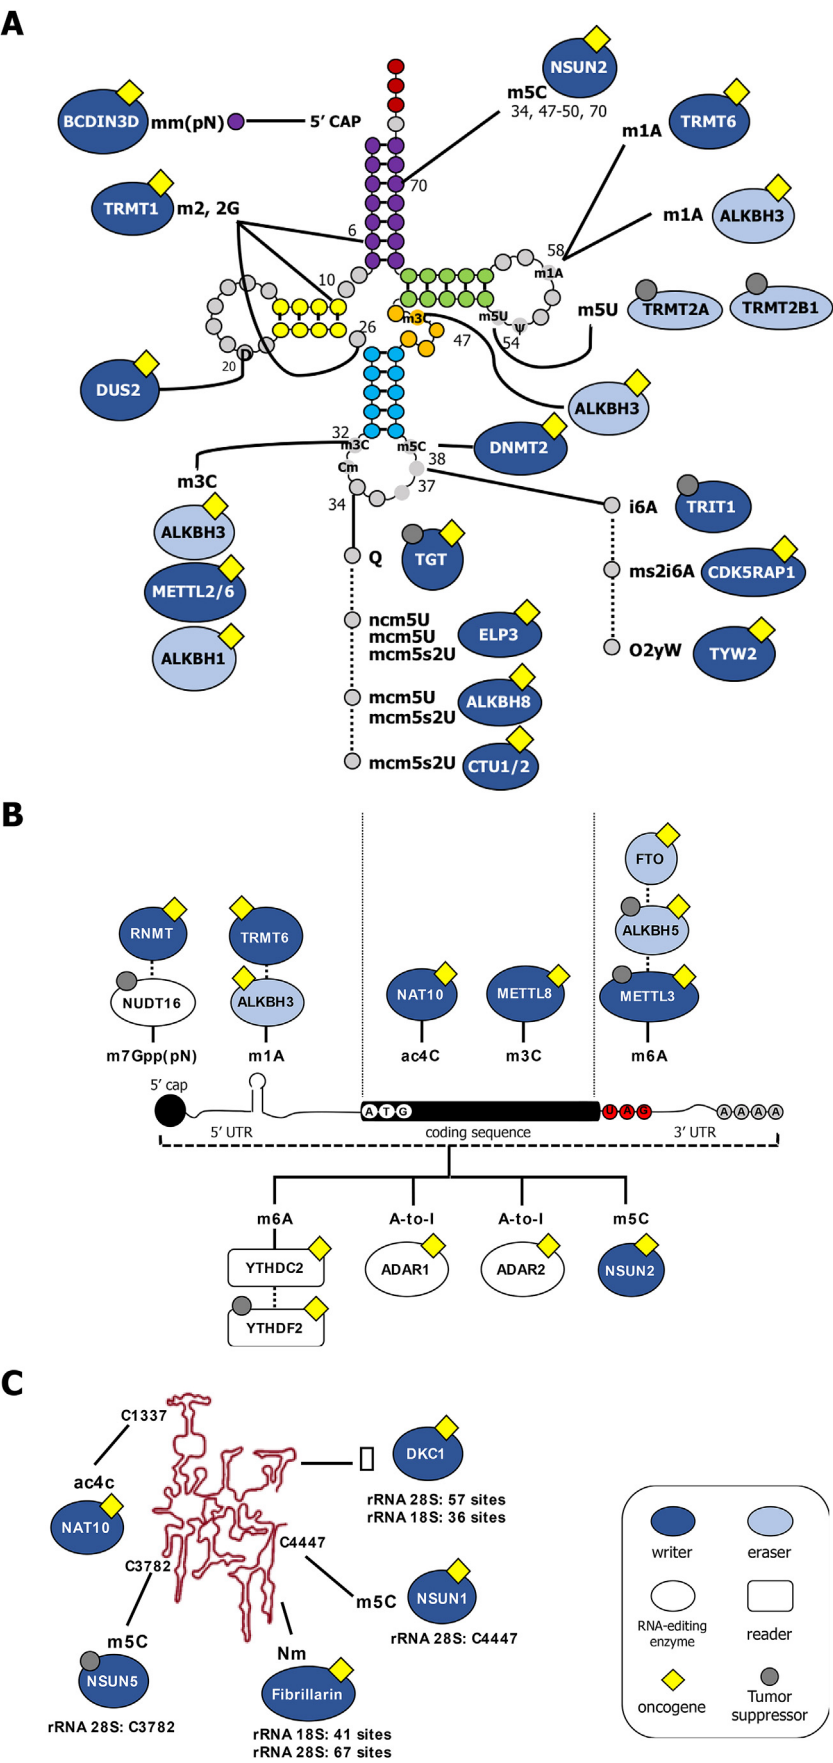 A
NSUN2
m5C
34, 47-50, 70
BCDIN3D
mm(pN)
5′ CAP
m1A
TRMT6
70
TRMT1
m2, 2G
m1A
ALKBH3
6
58
m1A
10
m5U
TRMT2A
TRMT2B1
m3C
m5U
Ψ
26
47
54
D
20
DUS2
ALKBH3
32
m3C
m5C
DNMT2
38
Cm
37
m3C
34
i6A
TRIT1
ALKBH3
Q
TGT
METTL2/6
ms2i6A
CDK5RAP1
ncm5U
mcm5U
mcm5s2U
ELP3
ALKBH1
O2yW
TYW2
mcm5U
mcm5s2U
ALKBH8
mcm5s2U
CTU1/2
B
FTO
RNMT
TRMT6
ALKBH5
NUDT16
ALKBH3
NAT10
METTL8
METTL3
m7Gpp(pN)
m1A
ac4C
m3C
m6A
5′ cap
A T G
U A G
A A A A
5′ UTR
coding sequence
3′ UTR
m6A
A-to-I
A-to-I
m5C
YTHDC2
ADAR1
ADAR2
NSUN2
YTHDF2
C
C1337
DKC1
ac4c
rRNA 28S: 57 sites
rRNA 18S: 36 sites
NAT10
C4447
C3782
m5C
NSUN1
rRNA 28S: C4447
m5C
Nm
NSUN5
Fibrillarin
rRNA 28S: C3782
rRNA 18S: 41 sites
rRNA 28S: 67 sites
writer
eraser
RNA-editing
enzyme
reader
oncogene
Tumor
suppressor